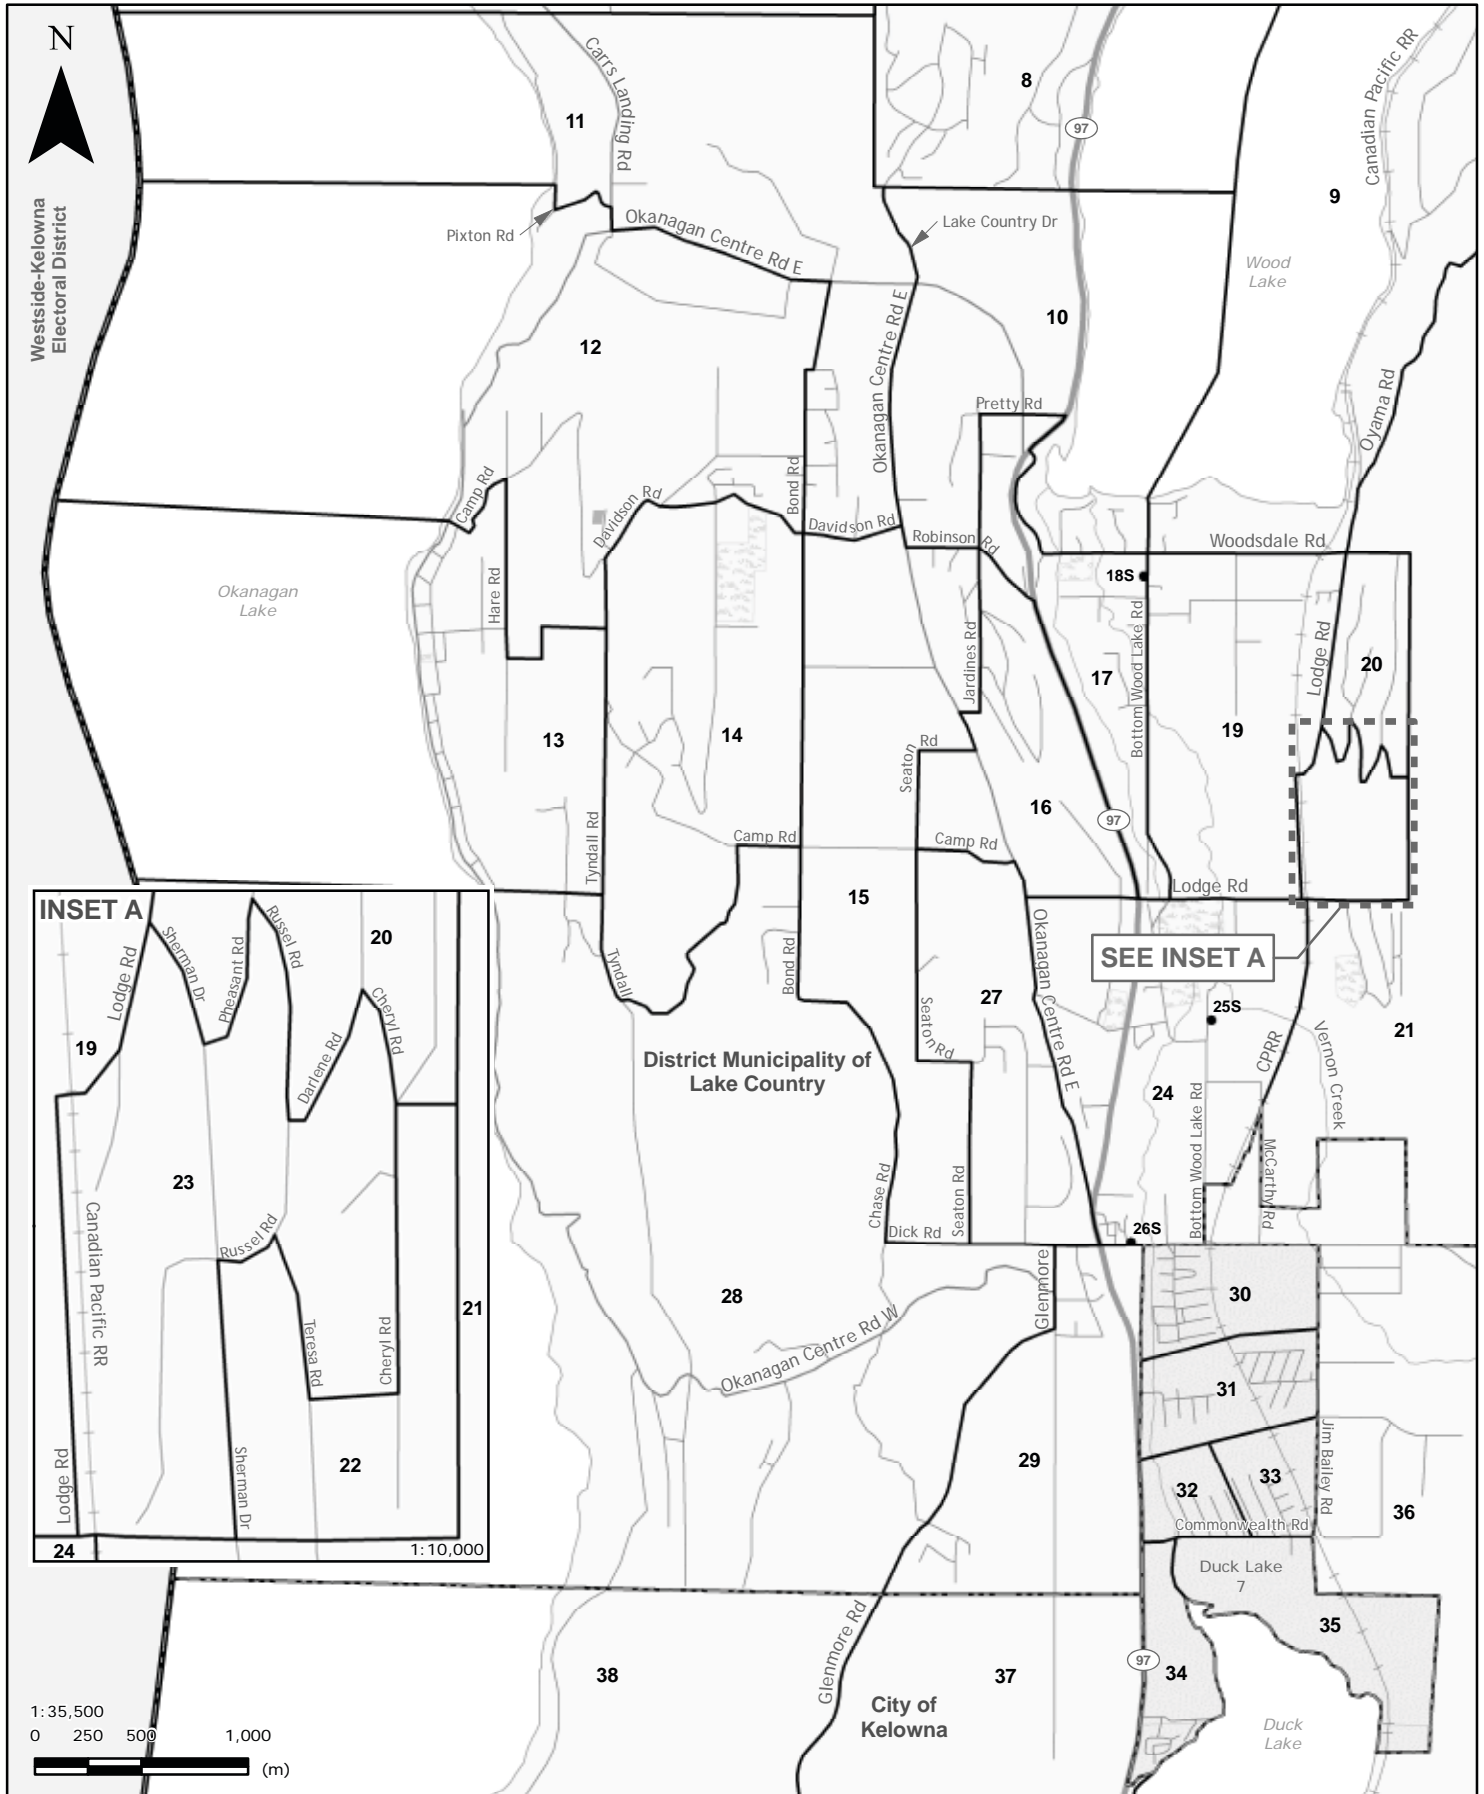 N
Carrs Landing Rd
8
97
Canadian Pacific RR
11
9
Westside-Kelowna
Electoral District
Pixton Rd
Okanagan Centre Rd E
Lake Country Dr
Wood
Lake
10
12
Okanagan Centre Rd E
Oyama Rd
Pretty Rd
Camp Rd
Davidson Rd
Bond Rd
Davidson Rd
Robinson Rd
Woodsdale Rd
Okanagan
Lake
Hare Rd
18S
Bottom Wood Lake Rd
Jardines Rd
17
Lodge Rd
20
13
14
19
Seaton Rd
16
97
Tyndall Rd
Camp Rd
Camp Rd
15
Lodge Rd
INSET A
SEE INSET A
Lodge Rd
Sherman Dr
Pheasant Rd
Russel Rd
20
Tyndall
Bond Rd
Okanagan Centre Rd E
Seaton Rd
27
25S
21
CPRR
Vernon Creek
19
Darlene Rd
Cheryl Rd
District Municipality of
Lake Country
24
Bottom Wood Lake Rd
McCarthy Rd
23
Canadian Pacific RR
Russel Rd
Chase Rd
Seaton Rd
Dick Rd
26S
21
28
Glenmore
30
Teresa Rd
Cheryl Rd
Okanagan Centre Rd W
31
Lodge Rd
Sherman Dr
22
29
Jim Bailey Rd
32
33
36
Commonwealth Rd
24
1:10,000
Duck Lake
7
35
Glenmore Rd
38
37
97
34
City of
Kelowna
Duck
Lake
1:35,500
0 250 500 1,000
(m)